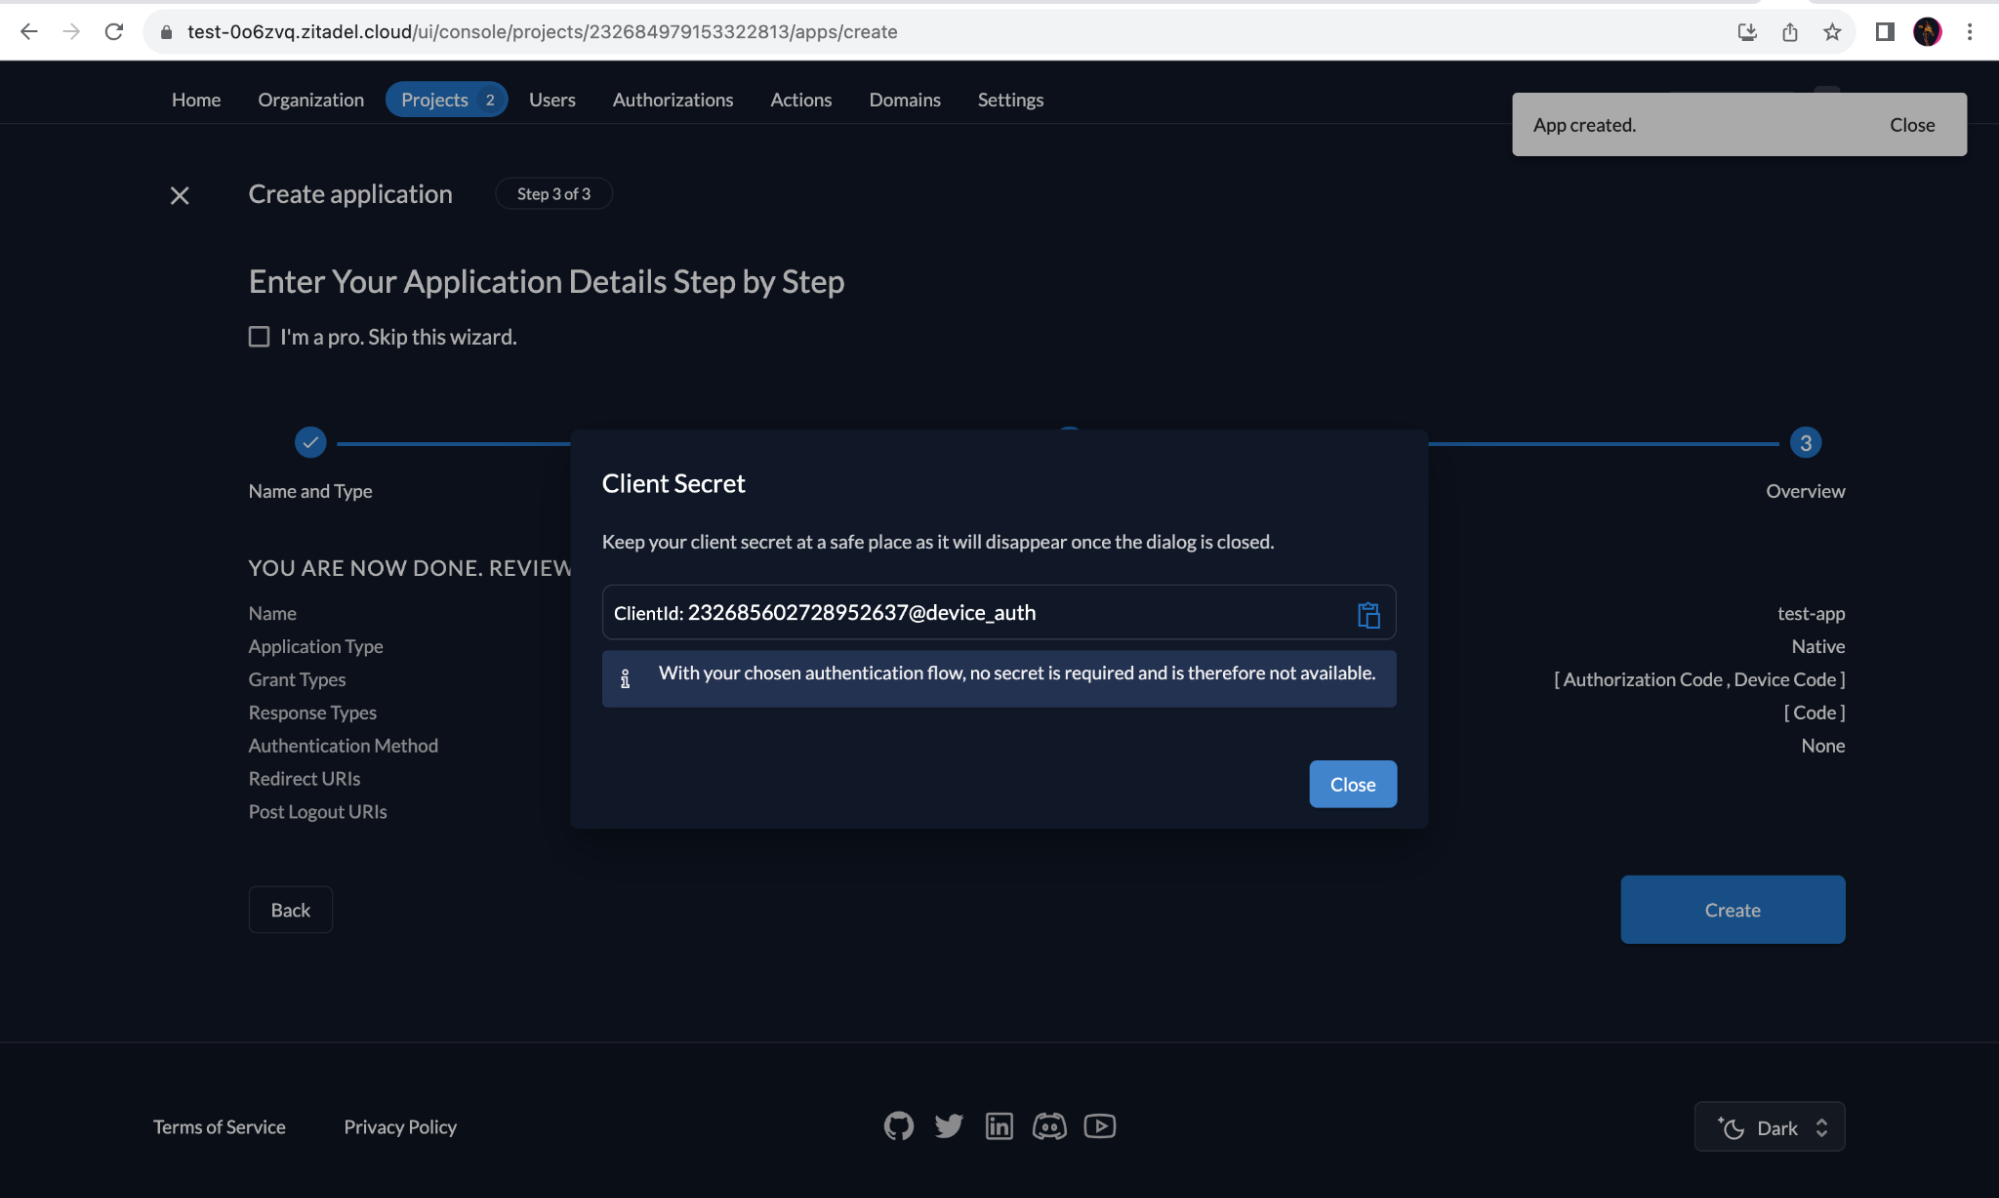 test-0o6zvq.zitadel.cloud/ui/console/projects/232684979153322813/apps/create
Home Organization Projects 2 Users Authorizations Actions Domains Settings
App created. Close
Create application Step 3 of 3
Enter Your Application Details Step by Step
I'm a pro. Skip this wizard.
3
Name and Type Overview
Client Secret
Keep your client secret at a safe place as it will disappear once the dialog is closed.
ClientId: 232685602728952637@device_auth
With your chosen authentication flow, no secret is required and is therefore not available.
Close
YOU ARE NOW DONE. REVIEW
Name test-app
Application Type Native
Grant Types [ Authorization Code , Device Code ]
Response Types [ Code ]
Authentication Method None
Redirect URIs
Post Logout URIs
Back Create
Terms of Service Privacy Policy Dark